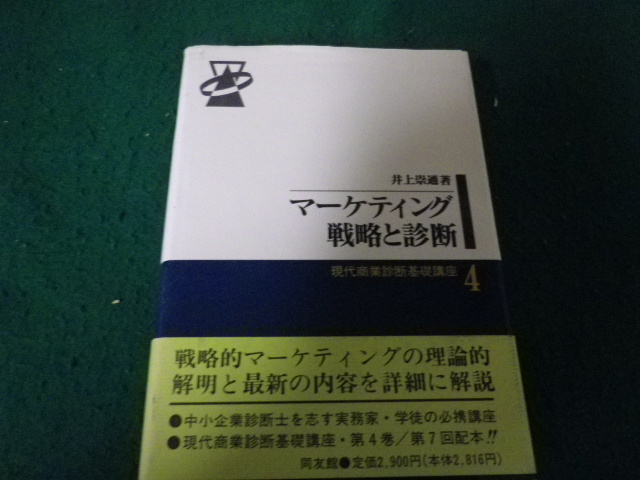 井上崇通著
マーケティング
戦略と診断
現代商業診断基礎講座 4
戦略的マーケティングの理論的
解明と最新の内容を詳細に解説
●中小企業診断士を志す実務家・学徒の必携講座
●現代商業診断基礎講座・第4巻/第7回配本!!
同友館●定価2,900円(本体2,816円)